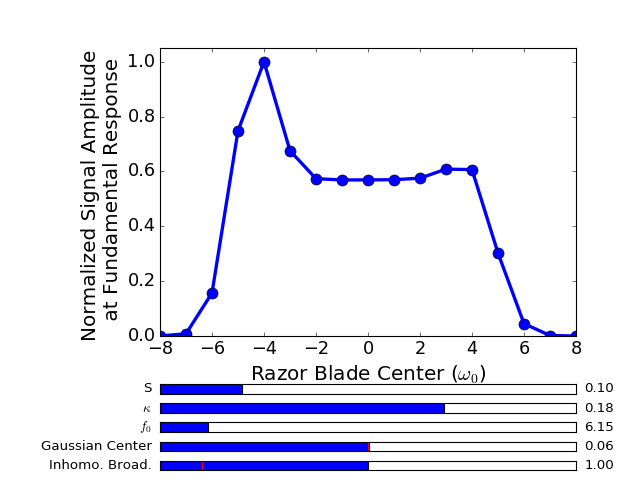 Normalized Signal Amplitude
at Fundamental Response
1.0
0.8
0.6
0.4
0.2
0.0
−8 −6 −4 −2 0 2 4 6 8
Razor Blade Center (ω₀)
S 0.10
κ 0.18
f₀ 6.15
Gaussian Center 0.06
Inhomo. Broad. 1.00